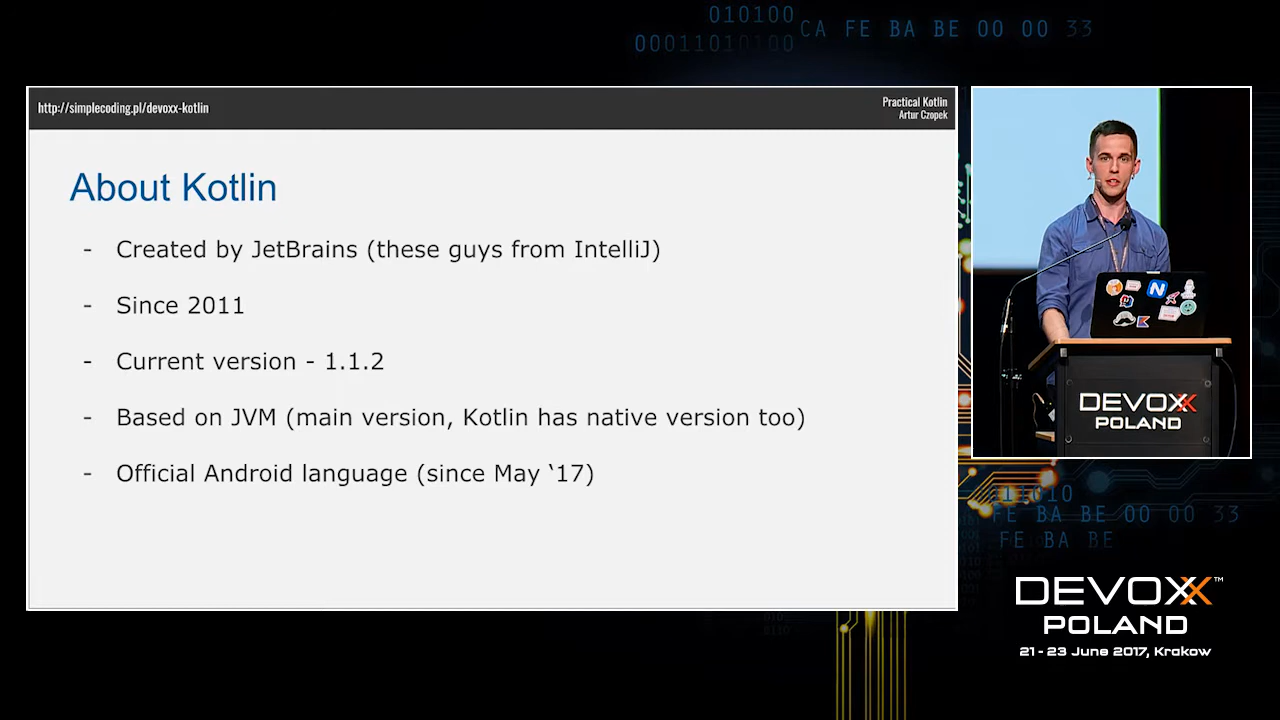 010100
00011010100
CA FE BA BE 00 00 33
http://simplecoding.pl/devoxx-kotlin
Practical Kotlin
Artur Czopek
About Kotlin
- Created by JetBrains (these guys from IntelliJ)
- Since 2011
- Current version - 1.1.2
- Based on JVM (main version, Kotlin has native version too)
- Official Android language (since May ‘17)
N
DEVOXX
POLAND
111010
FE BA BE 00 00 33
FE BA BE
DEVOXX™
POLAND
21 - 23 June 2017, Krakow